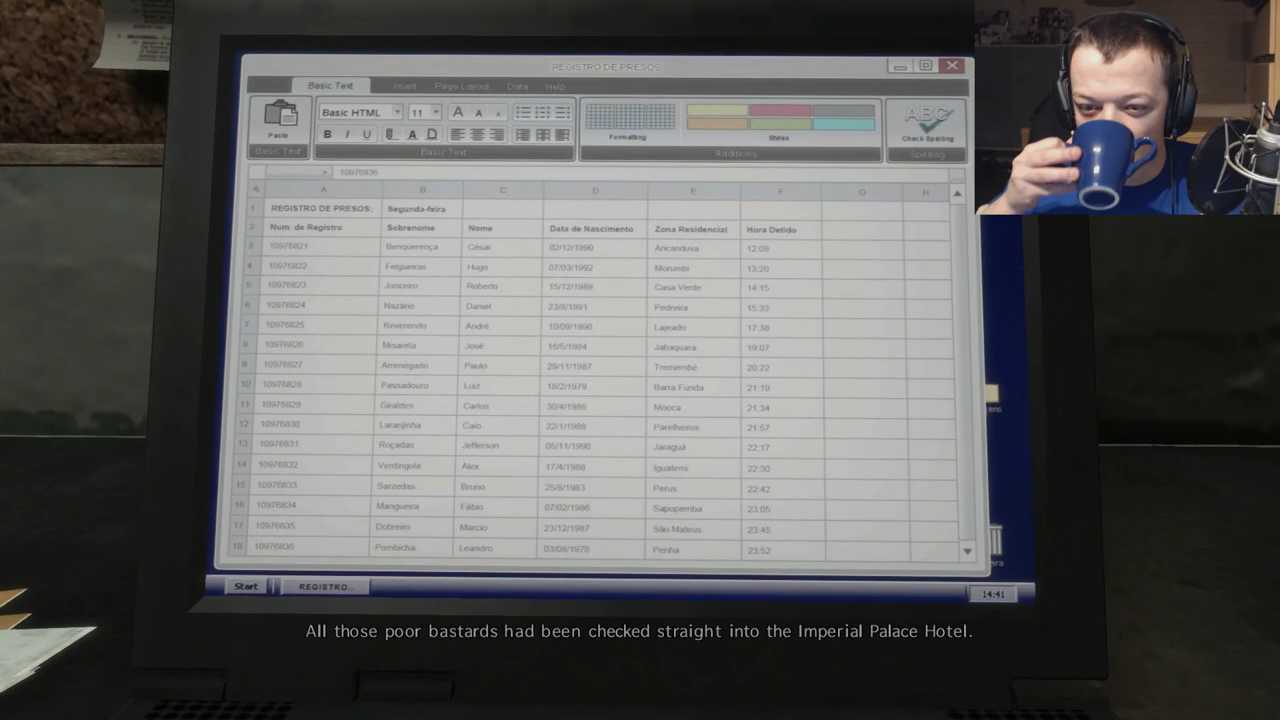 REGISTRO DE PRESOS
Basic Text Insert Page Layout Data Help
Basic HTML 11 A A A
Paste B I U A
Formatting Styles ABC Check Spelling
Basic Text Basic Text Additions Spelling
> 10976836
A B C D E F G H
1 REGISTRO DE PRESOS: Segunda-feira
2 Num. de Registro Sobrenome Nome Data de Nascimento Zona Residencial Hora Detido
3 10976821 Benquerença César 02/12/1990 Aricanduva 12:09
4 10976822 Felgueiras Hugo 07/03/1992 Morumbi 13:20
5 10976823 Junceiro Roberto 15/12/1989 Casa Verde 14:15
6 10976824 Nazário Daniel 23/8/1991 Pedreira 15:33
7 10976825 Reverendo André 10/09/1990 Lajeado 17:38
8 10976826 Misarela José 16/5/1984 Jabaquara 19:07
9 10976827 Arrenegado Paulo 29/11/1987 Tremembé 20:22
10 10976828 Passadouro Luiz 18/2/1979 Barra Funda 21:19
11 10976829 Giraldes Carlos 30/4/1986 Mooca 21:34
12 10976830 Laranjinha Caio 22/1/1988 Parelheiros 21:57
13 10976831 Roçadas Jefferson 05/11/1990 Jaraguá 22:17
14 10976832 Verdingola Alex 17/4/1988 Iguatemi 22:30
15 10976833 Sarzedas Bruno 25/8/1983 Perus 22:42
16 10976834 Mangueira Fábio 07/02/1986 Sapopemba 23:05
17 10976835 Dobreiro Marcio 23/12/1987 São Mateus 23:45
18 10976836 Pombicha Leandro 03/08/1978 Penha 23:52
Start REGISTRO... 14:41
All those poor bastards had been checked straight into the Imperial Palace Hotel.